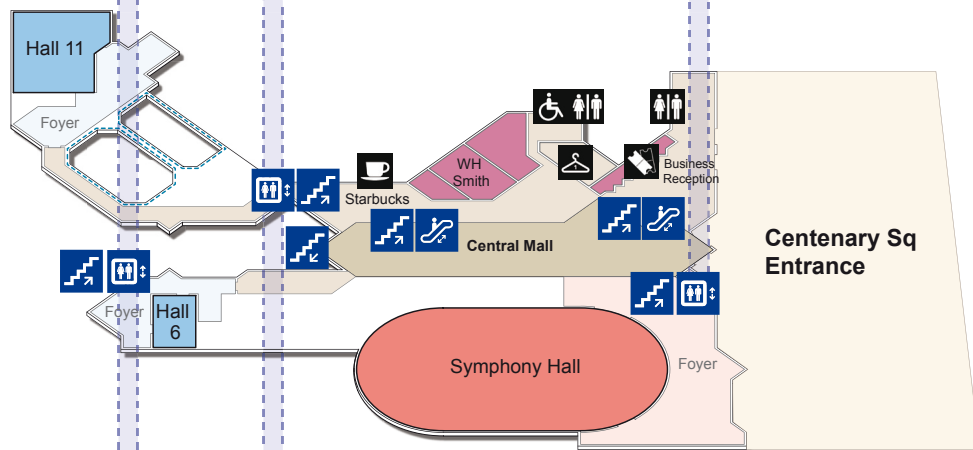 Hall 11
Foyer
WH
Smith
Business
Reception
Starbucks
Central Mall
Centenary Sq
Entrance
Foyer
Hall
6
Symphony Hall
Foyer